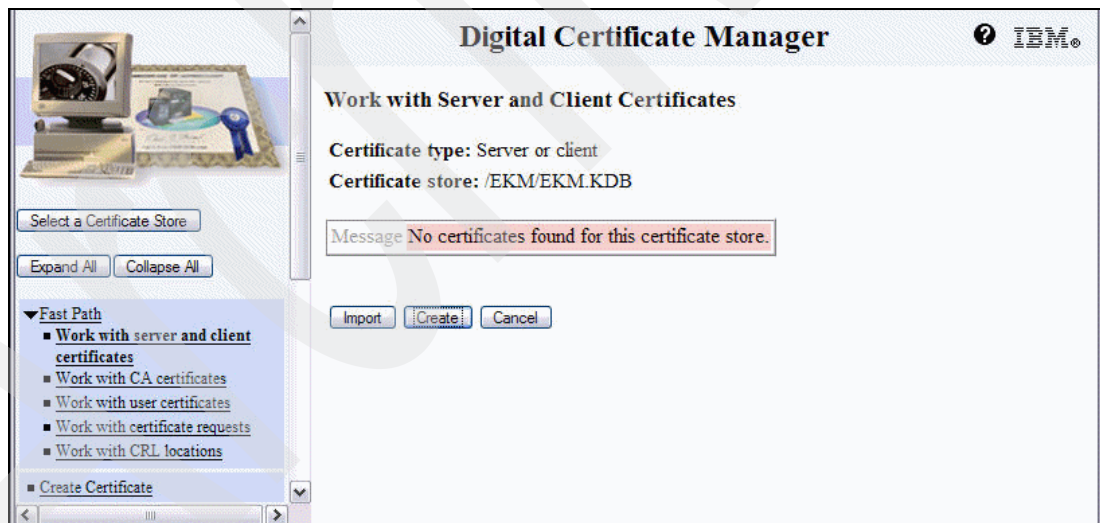 Digital Certificate Manager
IBM®
Work with Server and Client Certificates
Certificate type: Server or client
Certificate store: /EKM/EKM.KDB
Message No certificates found for this certificate store.
Import Create Cancel
Select a Certificate Store
Expand All Collapse All
Fast Path
Work with server and client
certificates
Work with CA certificates
Work with user certificates
Work with certificate requests
Work with CRL locations
Create Certificate